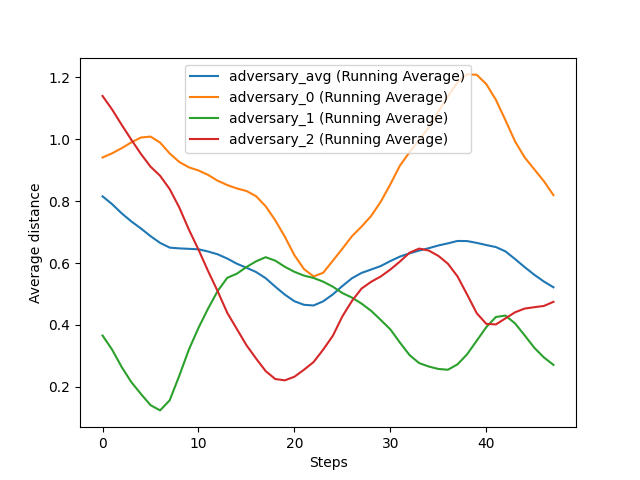 adversary_avg (Running Average)
adversary_0 (Running Average)
adversary_1 (Running Average)
adversary_2 (Running Average)
1.2
1.0
0.8
0.6
0.4
0.2
Average distance
0 10 20 30 40
Steps